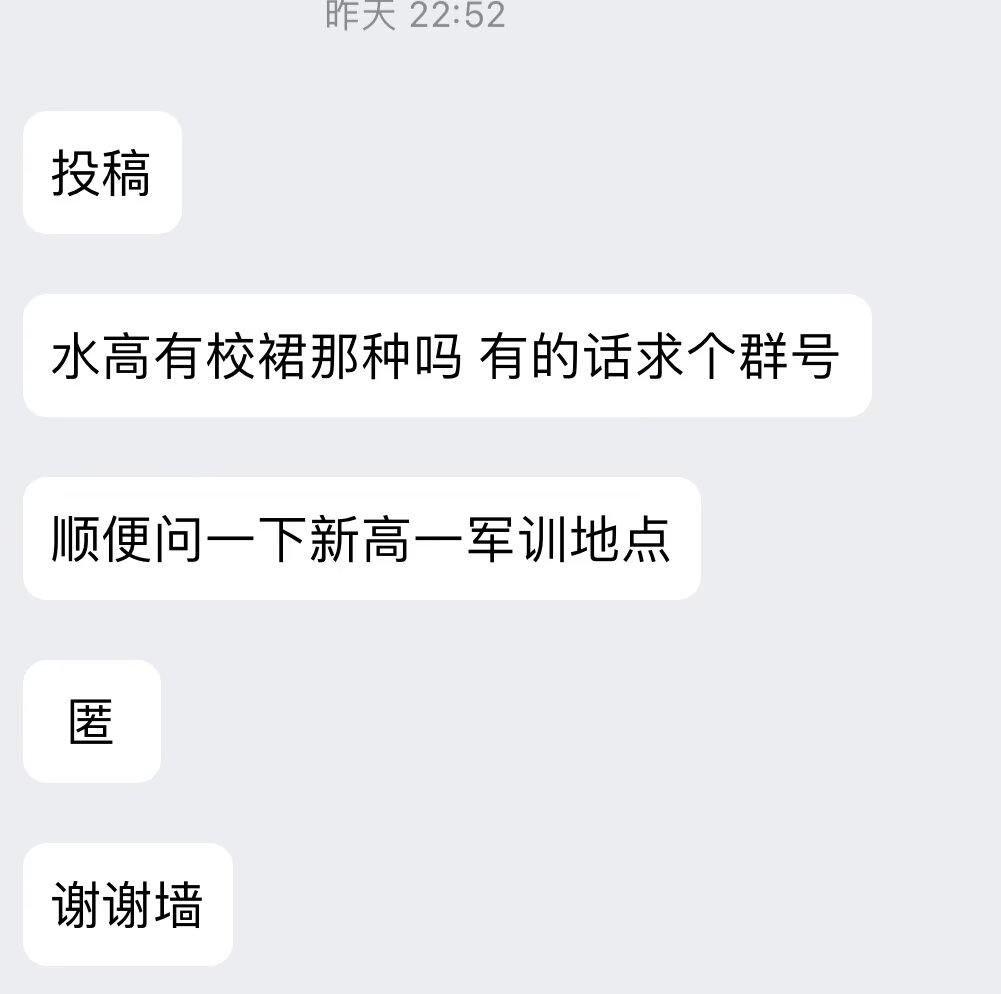 昨天 22:52
投稿
水高有校裙那种吗 有的话求个群号
顺便问一下新高一军训地点
匿
谢谢墙